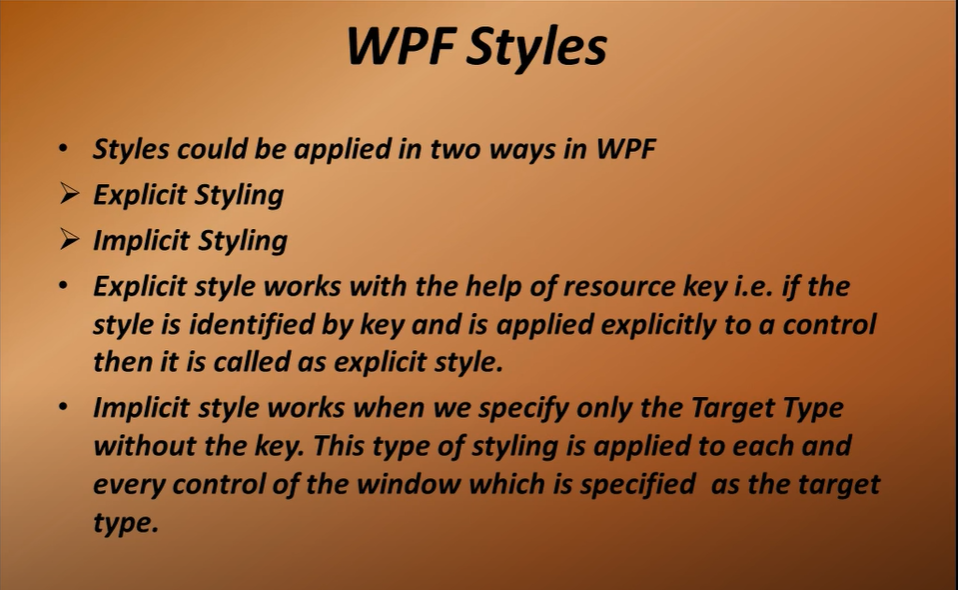 WPF Styles
• Styles could be applied in two ways in WPF
➢ Explicit Styling
➢ Implicit Styling
• Explicit style works with the help of resource key i.e. if the
style is identified by key and is applied explicitly to a control
then it is called as explicit style.
• Implicit style works when we specify only the Target Type
without the key. This type of styling is applied to each and
every control of the window which is specified  as the target
type.